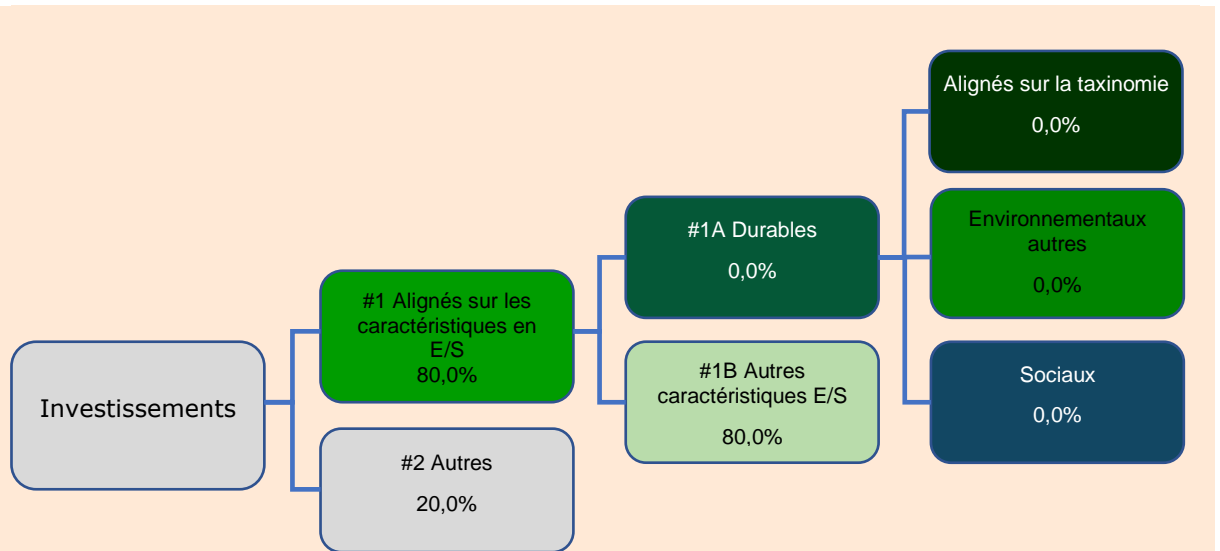 Investissements
#1 Alignés sur les
caractéristiques en
E/S
80,0%
#2 Autres
20,0%
#1A Durables
0,0%
#1B Autres
caractéristiques E/S
80,0%
Alignés sur la taxinomie
0,0%
Environnementaux
autres
0,0%
Sociaux
0,0%